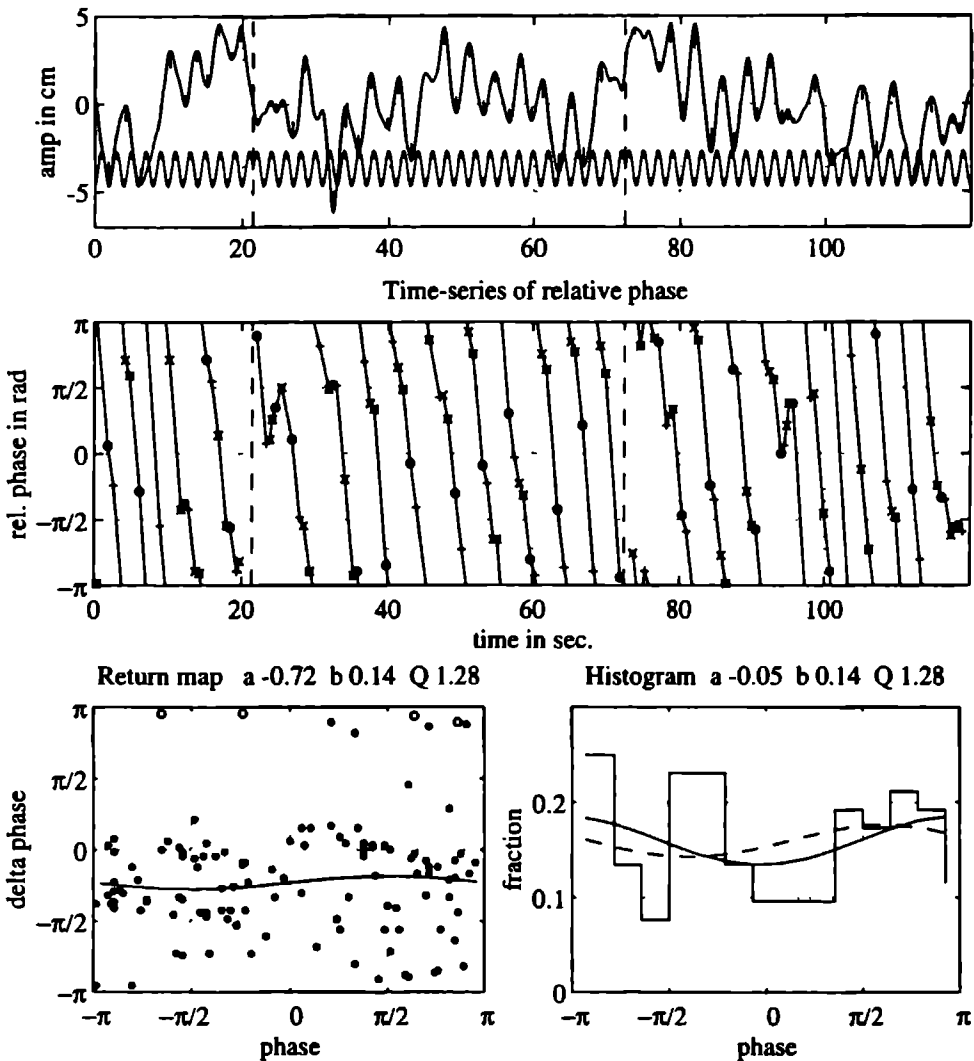 5
0
-5
amp in cm
0 20 40 60 80 100
Time-series of relative phase
π
π/2
0
−π/2
−π
rel. phase in rad
0 20 40 60 80 100
time in sec.
Return map a -0.72 b 0.14 Q 1.28
π
π/2
0
−π/2
−π
delta phase
−π −π/2 0 π/2 π
phase
Histogram a -0.05 b 0.14 Q 1.28
0.3
0.2
0.1
0
fraction
−π −π/2 0 π/2 π
phase